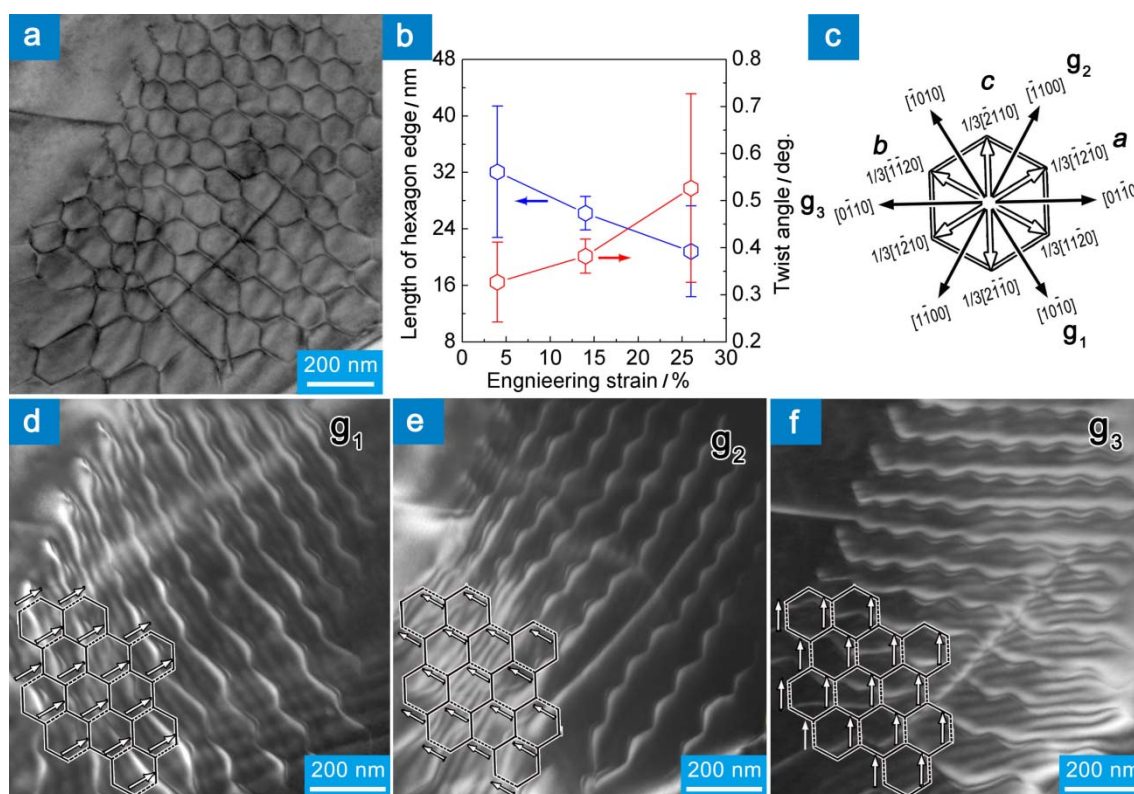 a
200 nm
b
Length of hexagon edge / nm
48
40
32
24
16
8
0
5
10
15
20
25
30
Engnieering strain / %
0.8
0.7
0.6
0.5
0.4
0.3
0.2
Twist angle / deg.
c
g₂
[1̄010]
c
[1̄100]
1/3[2̄110]
b
a
1/3[1̄1̄20]
1/3[1̄21̄0]
g₃
[01̄10]
[011̄0]
1/3[12̄10]
1/3[112̄0]
[11̄00]
1/3[21̄1̄0]
[101̄0]
g₁
d
g₁
200 nm
e
g₂
200 nm
f
g₃
200 nm